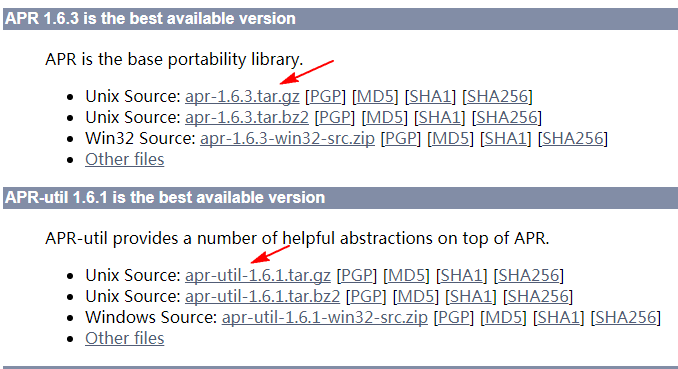 APR 1.6.3 is the best available version
APR is the base portability library.
Unix Source: apr-1.6.3.tar.gz [PGP] [MD5] [SHA1] [SHA256]
Unix Source: apr-1.6.3.tar.bz2 [PGP] [MD5] [SHA1] [SHA256]
Win32 Source: apr-1.6.3-win32-src.zip [PGP] [MD5] [SHA1] [SHA256]
Other files
APR-util 1.6.1 is the best available version
APR-util provides a number of helpful abstractions on top of APR.
Unix Source: apr-util-1.6.1.tar.gz [PGP] [MD5] [SHA1] [SHA256]
Unix Source: apr-util-1.6.1.tar.bz2 [PGP] [MD5] [SHA1] [SHA256]
Windows Source: apr-util-1.6.1-win32-src.zip [PGP] [MD5] [SHA1] [SHA256]
Other files